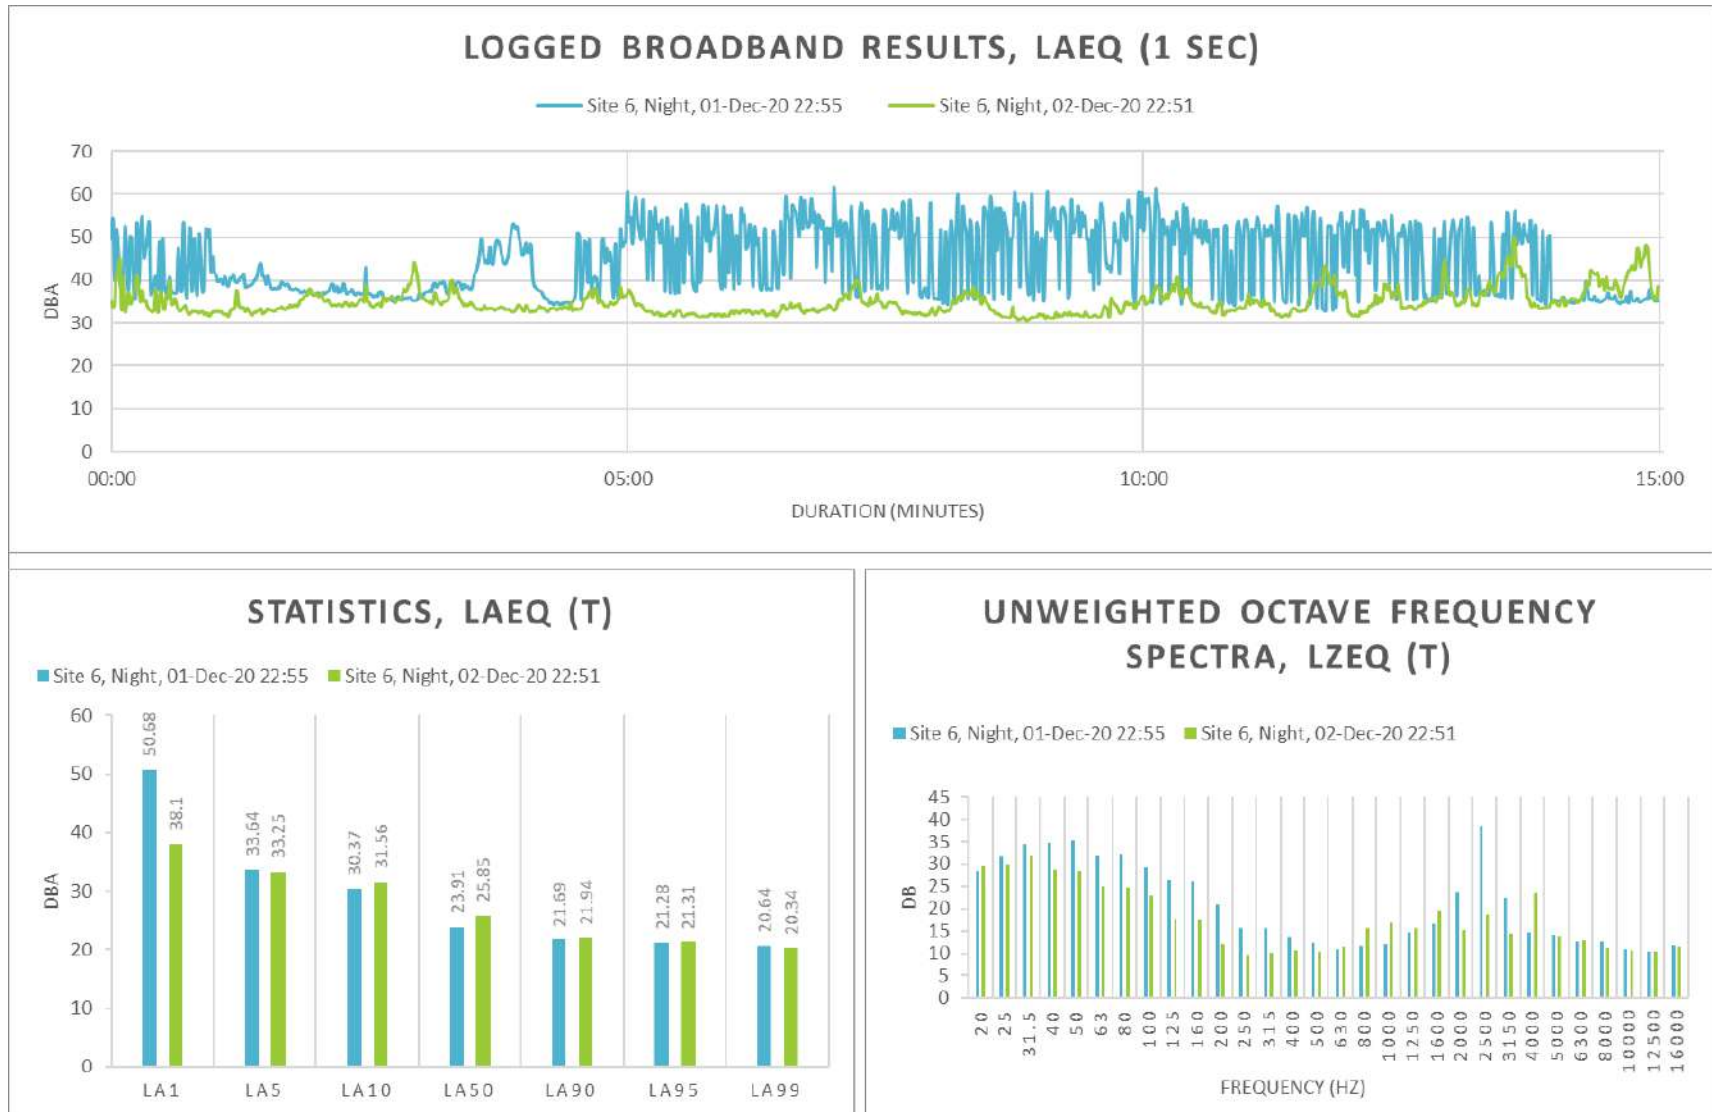 LOGGED BROADBAND RESULTS, LAEQ (1 SEC)
Site 6, Night, 01-Dec-20 22:55 Site 6, Night, 02-Dec-20 22:51
70
60
50
40
30
20
10
0
DBA
00:00 05:00 10:00 15:00
DURATION (MINUTES)
STATISTICS, LAEQ (T)
Site 6, Night, 01-Dec-20 22:55 Site 6, Night, 02-Dec-20 22:51
60
50
40
30
20
10
0
DBA
50.68 38.1 33.64 33.25 30.37 31.56 23.91 25.85 21.69 21.94 21.28 21.31 20.64 20.34
LA1 LA5 LA10 LA50 LA90 LA95 LA99
UNWEIGHTED OCTAVE FREQUENCY
SPECTRA, LZEQ (T)
Site 6, Night, 01-Dec-20 22:55 Site 6, Night, 02-Dec-20 22:51
45
40
35
30
25
20
15
10
5
0
DB
20 25 31.5 40 50 63 80 100 125 160 200 250 315 400 500 630 800 1000 1250 1600 2000 2500 3150 4000 5000 6300 8000 10000 12500 16000
FREQUENCY (HZ)